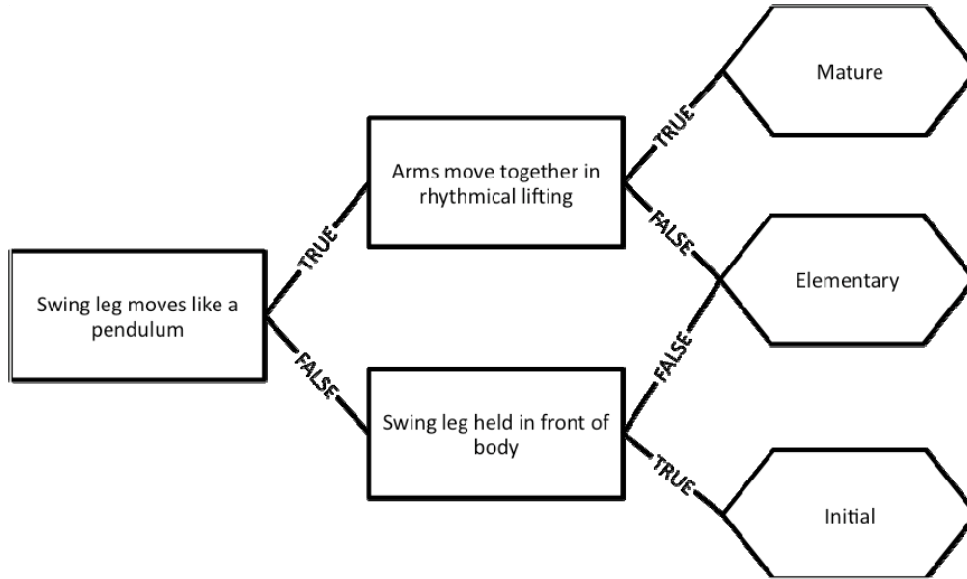 Mature
TRUE
Arms move together in
rhythmical lifting
FALSE
TRUE
Elementary
Swing leg moves like a
pendulum
FALSE
FALSE
Swing leg held in front of
body
TRUE
Initial